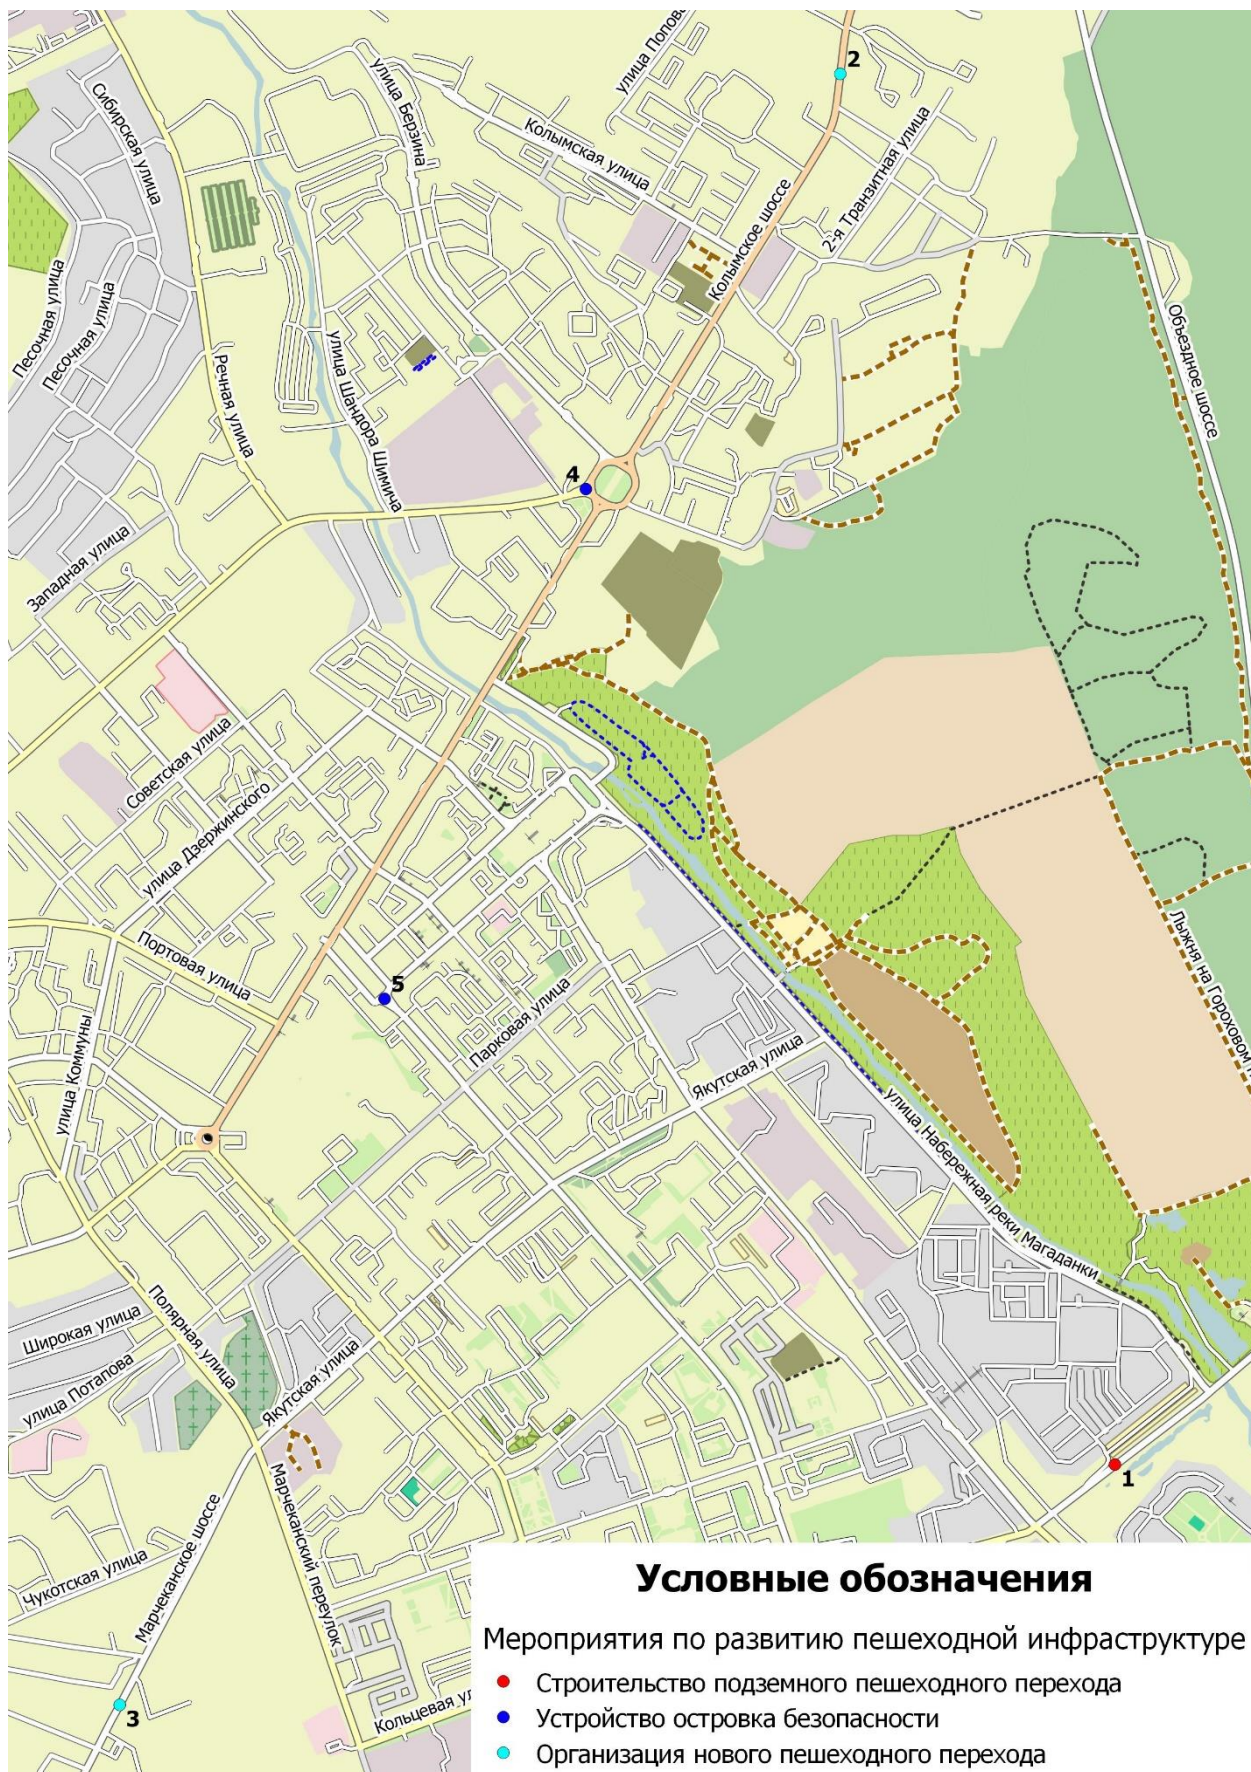 улица Попова
2
Сибирская улица
улица Берзина
Колымская улица
2-я Транзитная улица
Колымское шоссе
Песочная улица
Песочная улица
Речная улица
улица Шандора Шимича
Объездное шоссе
4
Западная улица
Советская улица
улица Дзержинского
Портовая улица
5
Лыжня на Гороховом п
улица Коммуны
Парковая улица
Якутская улица
улица Набережная реки Магаданки
Полярная улица
Широкая улица
улица Потапова
Якутская улица
1
Марчеканское шоссе
Марчеканский переулок
Чукотская улица
3
Кольцевая ул
Условные обозначения
Мероприятия по развитию пешеходной инфраструктуре
Строительство подземного пешеходного перехода
Устройство островка безопасности
Организация нового пешеходного перехода